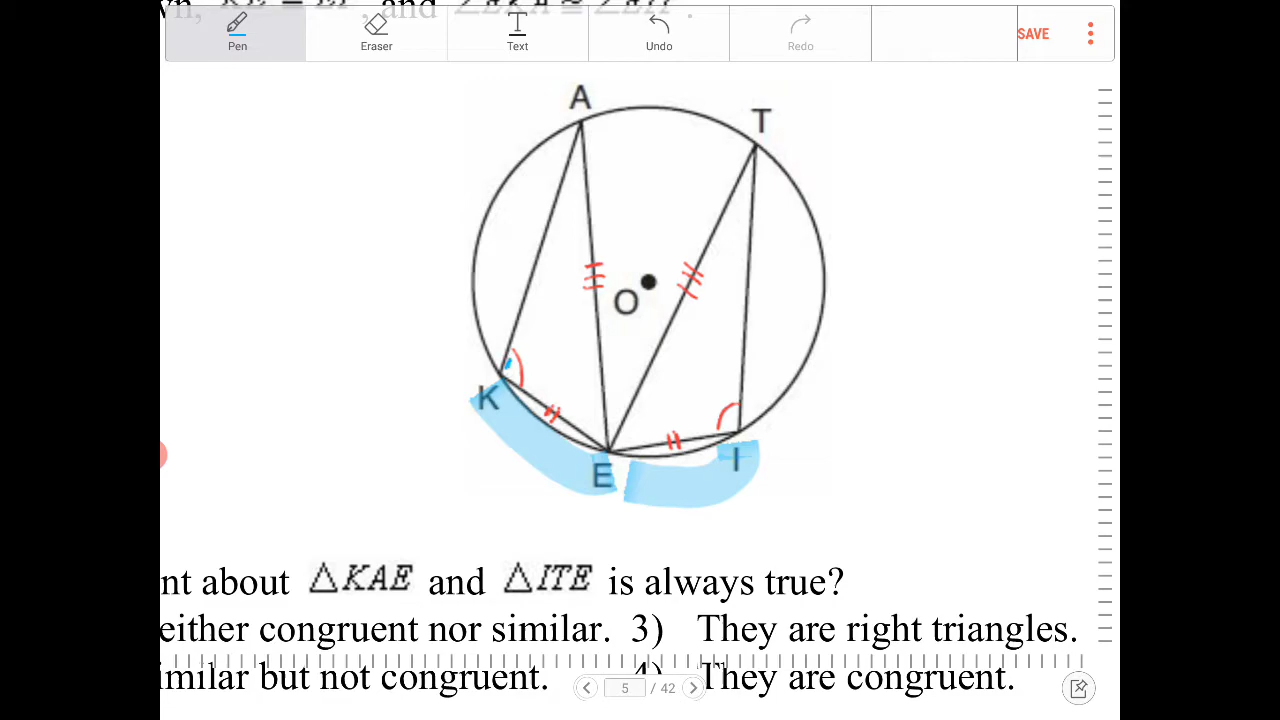 Pen
Eraser
Text
Undo
Redo
SAVE
A
T
O
K
E
I
nt about △KAE and △ITE is always true?
either congruent nor similar. 3) They are right triangles.
imilar but not congruent. 4) They are congruent.
5 / 42